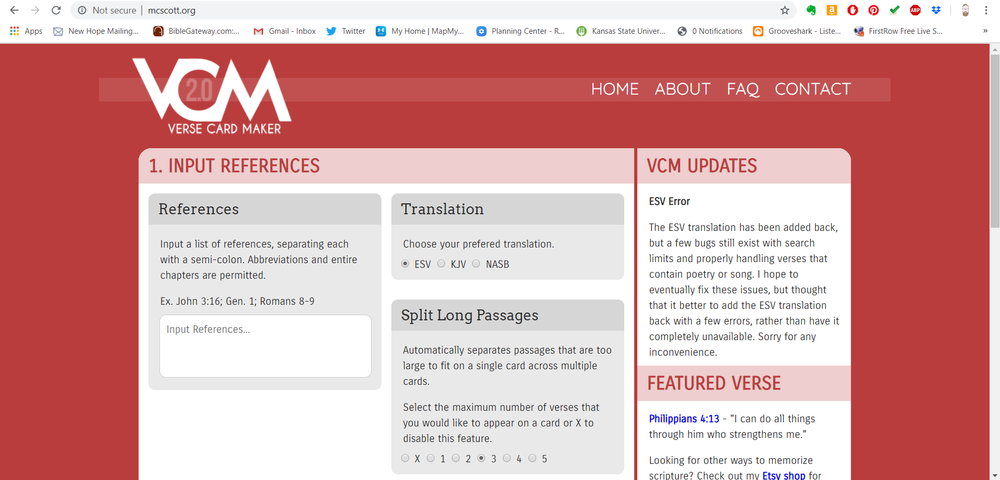 Not secure | mcscott.org
Apps New Hope Mailing... BibleGateway.com:... Gmail - Inbox Twitter My Home | MapMy... Planning Center - R... Kansas State Univer... 0 Notifications Grooveshark - Liste... FirstRow Free Live S... »
VCM
2.0
VERSE CARD MAKER
HOME ABOUT FAQ CONTACT
1. INPUT REFERENCES
References
Input a list of references, separating each
with a semi-colon. Abbreviations and entire
chapters are permitted.
Ex. John 3:16; Gen. 1; Romans 8-9
Input References...
Translation
Choose your prefered translation.
ESV KJV NASB
Split Long Passages
Automatically separates passages that are too
large to fit on a single card across multiple
cards.
Select the maximum number of verses that
you would like to appear on a card or X to
disable this feature.
X 1 2 3 4 5
VCM UPDATES
ESV Error
The ESV translation has been added back,
but a few bugs still exist with search
limits and properly handling verses that
contain poetry or song. I hope to
eventually fix these issues, but thought
that it better to add the ESV translation
back with a few errors, rather than have it
completely unavailable. Sorry for any
inconvenience.
FEATURED VERSE
Philippians 4:13 - "I can do all things
through him who strengthens me."
Looking for other ways to memorize
scripture? Check out my Etsy shop for
a
ABP